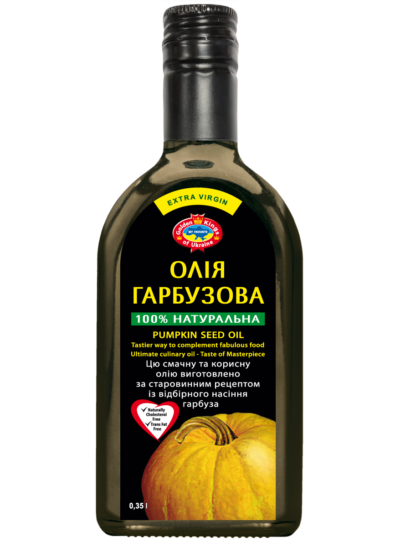 EXTRA VIRGIN
Golden Kings
of Ukraine
ОЛІЯ
ГАРБУЗОВА
100% НАТУРАЛЬНА
PUMPKIN SEED OIL
Tastier way to complement fabulous food
Ultimate culinary oil - Taste of Masterpiece
Цю смачну та корисну
олію виготовлено
за старовинним рецептом
із відбірного насіння
гарбуза
Naturally
Cholesterol
Free
Trans Fat
Free
0,35 l